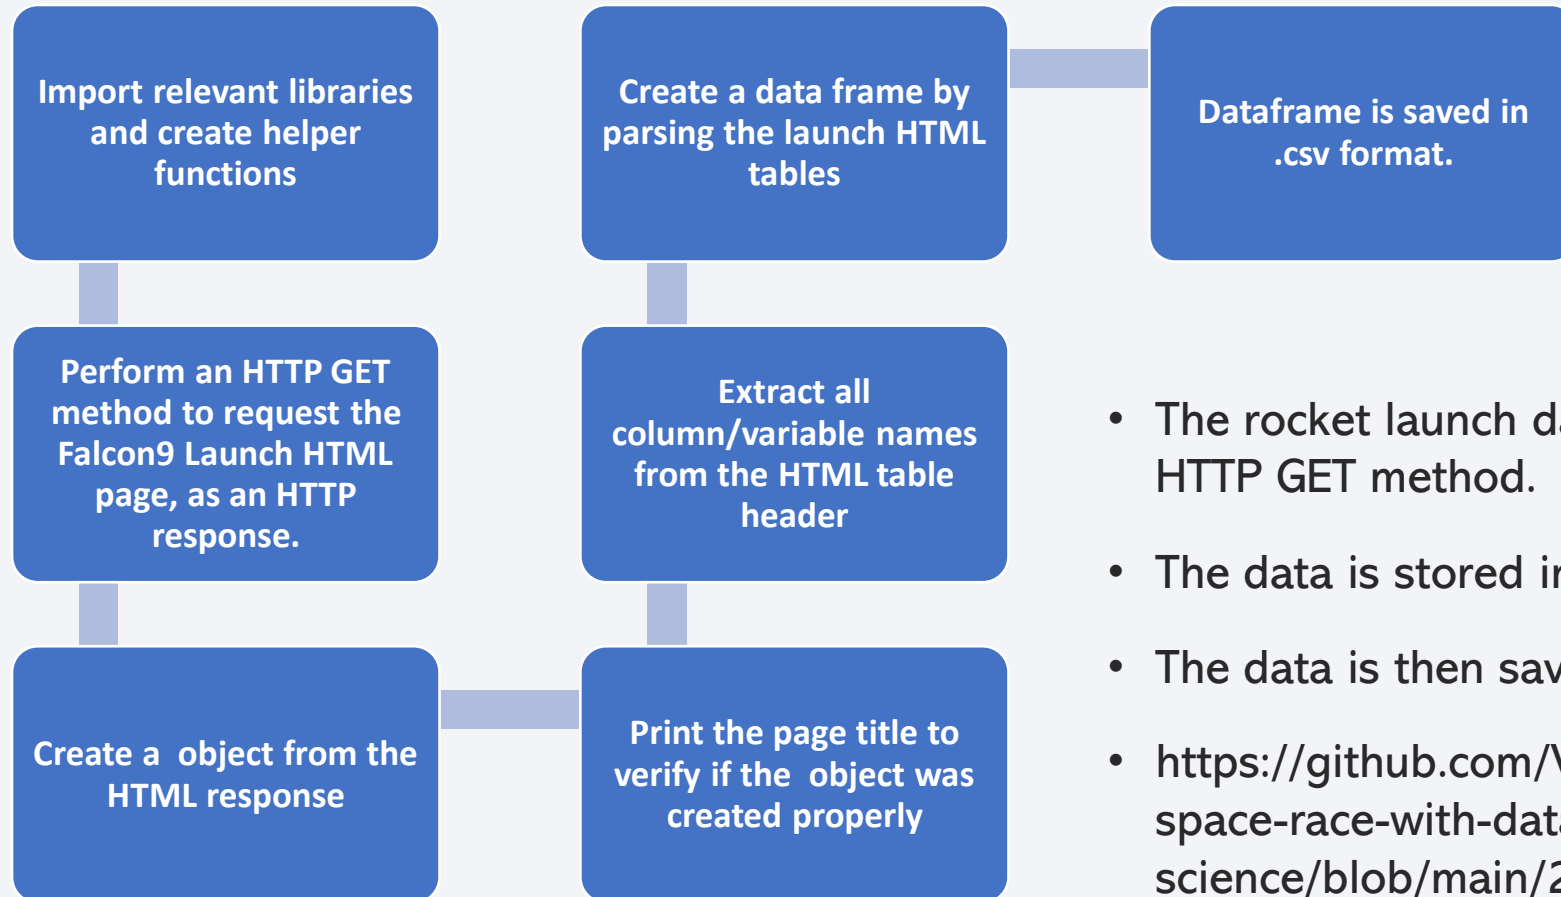 Import relevant libraries
and create helper
functions
Perform an HTTP GET
method to request the
Falcon9 Launch HTML
page, as an HTTP
response.
Create a  object from the
HTML response
Print the page title to
verify if the  object was
created properly
Extract all
column/variable names
from the HTML table
header
Create a data frame by
parsing the launch HTML
tables
Dataframe is saved in
.csv format.
• The rocket launch
HTTP GET method.
• The data is stored
• The data is then
• https://github.com/
space-race-with-data
science/blob/main/2